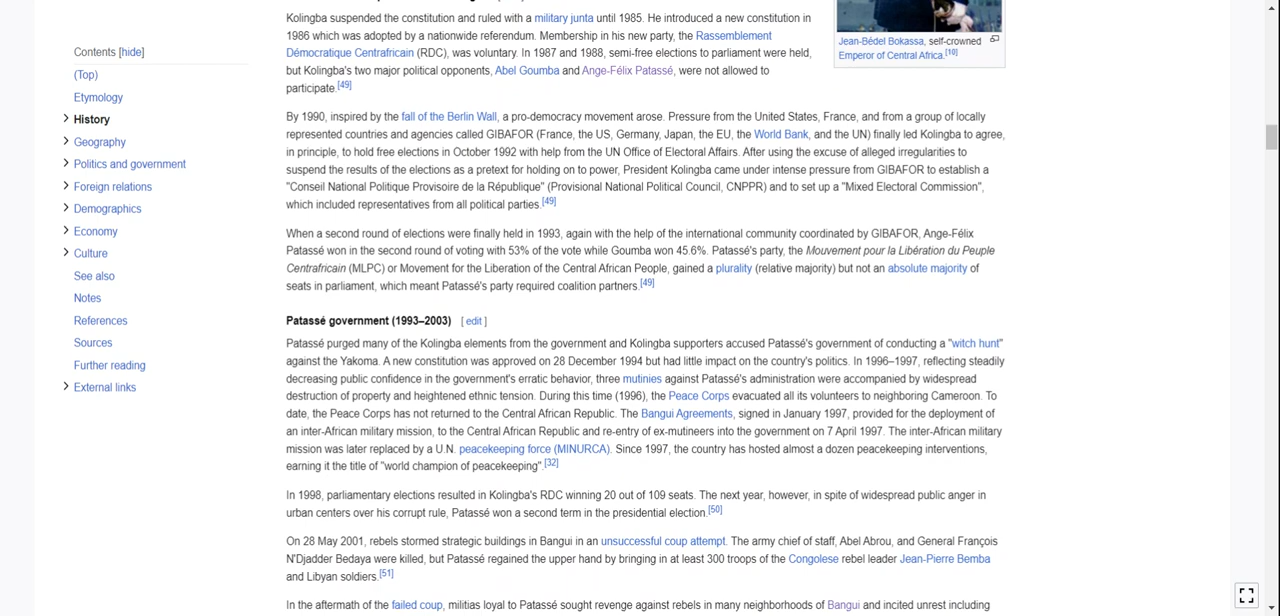 Contents [hide]
(Top)
Etymology
History
Geography
Politics and government
Foreign relations
Demographics
Economy
Culture
See also
Notes
References
Sources
Further reading
External links
Kolingba suspended the constitution and ruled with a military junta until 1985. He introduced a new constitution in
1986 which was adopted by a nationwide referendum. Membership in his new party, the Rassemblement
Démocratique Centrafricain (RDC), was voluntary. In 1987 and 1988, semi-free elections to parliament were held,
but Kolingba's two major political opponents, Abel Goumba and Ange-Félix Patassé, were not allowed to
participate.[49]
Jean-Bédel Bokassa, self-crowned
Emperor of Central Africa.[10]
By 1990, inspired by the fall of the Berlin Wall, a pro-democracy movement arose. Pressure from the United States, France, and from a group of locally
represented countries and agencies called GIBAFOR (France, the US, Germany, Japan, the EU, the World Bank, and the UN) finally led Kolingba to agree,
in principle, to hold free elections in October 1992 with help from the UN Office of Electoral Affairs. After using the excuse of alleged irregularities to
suspend the results of the elections as a pretext for holding on to power, President Kolingba came under intense pressure from GIBAFOR to establish a
"Conseil National Politique Provisoire de la République" (Provisional National Political Council, CNPPR) and to set up a "Mixed Electoral Commission",
which included representatives from all political parties.[49]
When a second round of elections were finally held in 1993, again with the help of the international community coordinated by GIBAFOR, Ange-Félix
Patassé won in the second round of voting with 53% of the vote while Goumba won 45.6%. Patassé's party, the Mouvement pour la Libération du Peuple
Centrafricain (MLPC) or Movement for the Liberation of the Central African People, gained a plurality (relative majority) but not an absolute majority of
seats in parliament, which meant Patassé's party required coalition partners.[49]
Patassé government (1993–2003) [ edit ]
Patassé purged many of the Kolingba elements from the government and Kolingba supporters accused Patassé's government of conducting a "witch hunt"
against the Yakoma. A new constitution was approved on 28 December 1994 but had little impact on the country's politics. In 1996–1997, reflecting steadily
decreasing public confidence in the government's erratic behavior, three mutinies against Patassé's administration were accompanied by widespread
destruction of property and heightened ethnic tension. During this time (1996), the Peace Corps evacuated all its volunteers to neighboring Cameroon. To
date, the Peace Corps has not returned to the Central African Republic. The Bangui Agreements, signed in January 1997, provided for the deployment of
an inter-African military mission, to the Central African Republic and re-entry of ex-mutineers into the government on 7 April 1997. The inter-African military
mission was later replaced by a U.N. peacekeeping force (MINURCA). Since 1997, the country has hosted almost a dozen peacekeeping interventions,
earning it the title of "world champion of peacekeeping".[32]
In 1998, parliamentary elections resulted in Kolingba's RDC winning 20 out of 109 seats. The next year, however, in spite of widespread public anger in
urban centers over his corrupt rule, Patassé won a second term in the presidential election.[50]
On 28 May 2001, rebels stormed strategic buildings in Bangui in an unsuccessful coup attempt. The army chief of staff, Abel Abrou, and General François
N'Djadder Bedaya were killed, but Patassé regained the upper hand by bringing in at least 300 troops of the Congolese rebel leader Jean-Pierre Bemba
and Libyan soldiers.[51]
In the aftermath of the failed coup, militias loyal to Patassé sought revenge against rebels in many neighborhoods of Bangui and incited unrest including